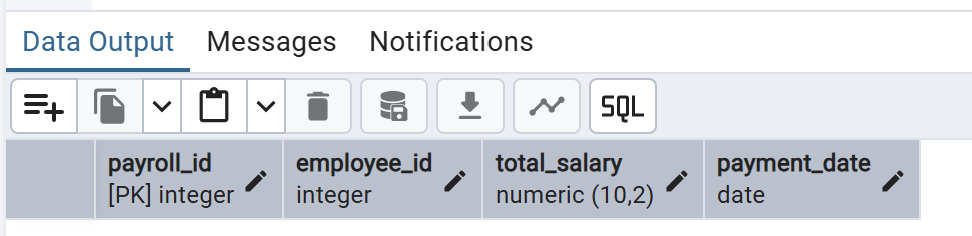 Data Output Messages Notifications
SQL
payroll_id employee_id total_salary payment_date
[PK] integer integer numeric (10,2) date